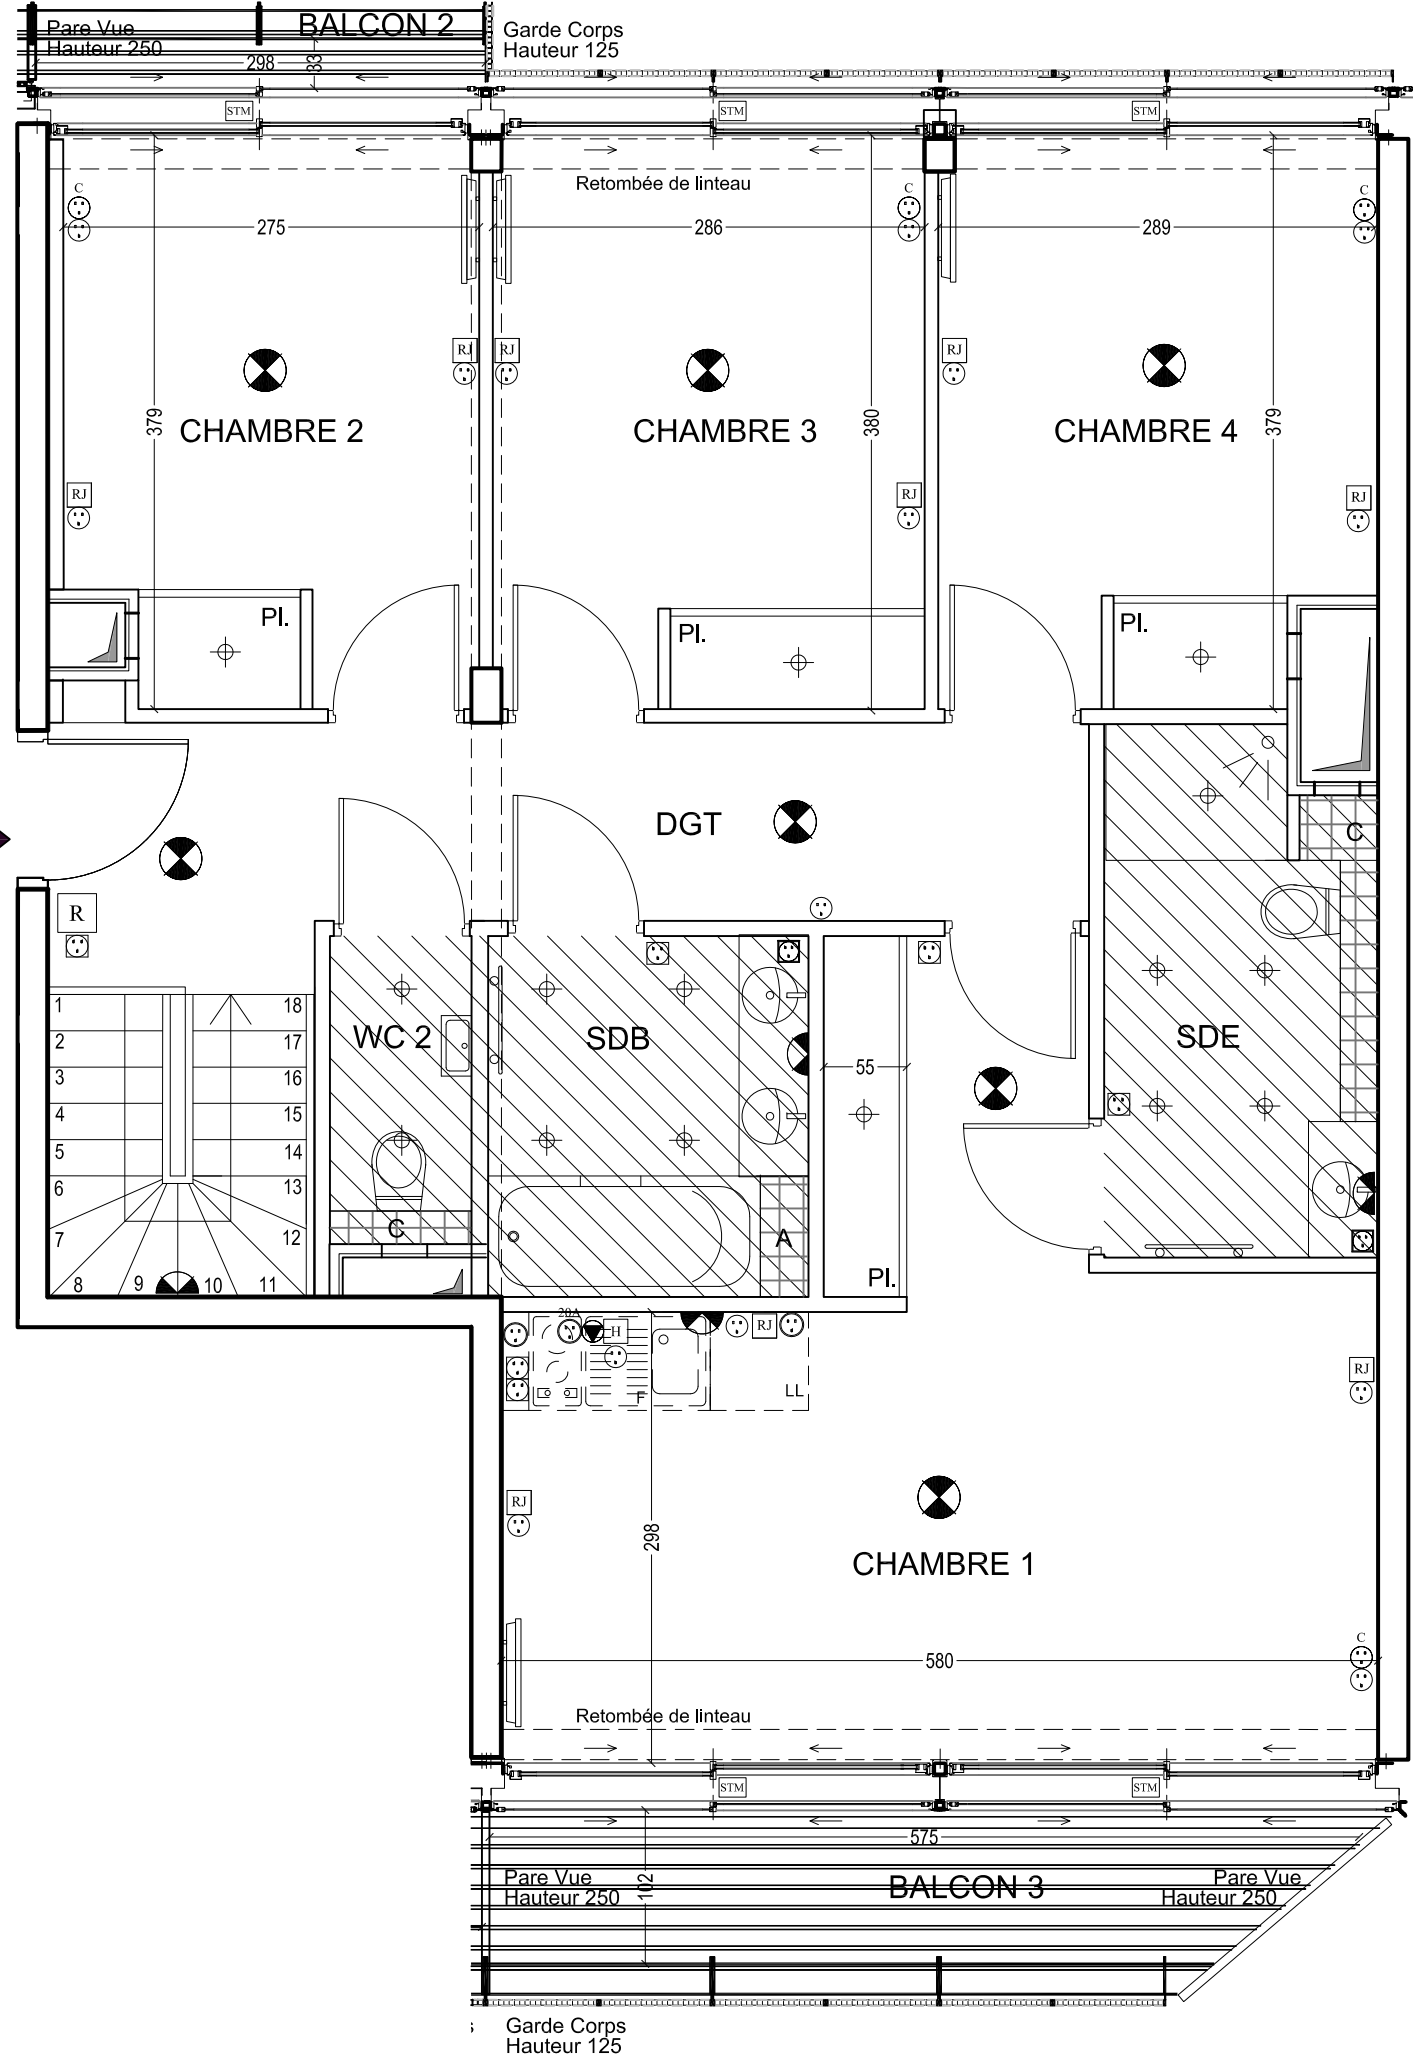 Pare Vue
Hauteur 250
BALCON 2
Garde Corps
Hauteur 125
298
33
STM
STM
STM
Retombée de linteau
C
C
C
275
286
289
RJ
RJ
RJ
379
CHAMBRE 2
CHAMBRE 3
380
CHAMBRE 4
379
RJ
RJ
RJ
Pl.
Pl.
Pl.
DGT
C
R
1
18
2
17
3
16
4
15
5
14
6
13
7
12
8
9
10
11
WC 2
SDB
55
SDE
C
A
Pl.
20A
H
RJ
F
LL
RJ
RJ
298
CHAMBRE 1
C
580
Retombée de linteau
STM
STM
575
Pare Vue
Hauteur 250
102
BALCON 3
Pare Vue
Hauteur 250
s
Garde Corps
Hauteur 125